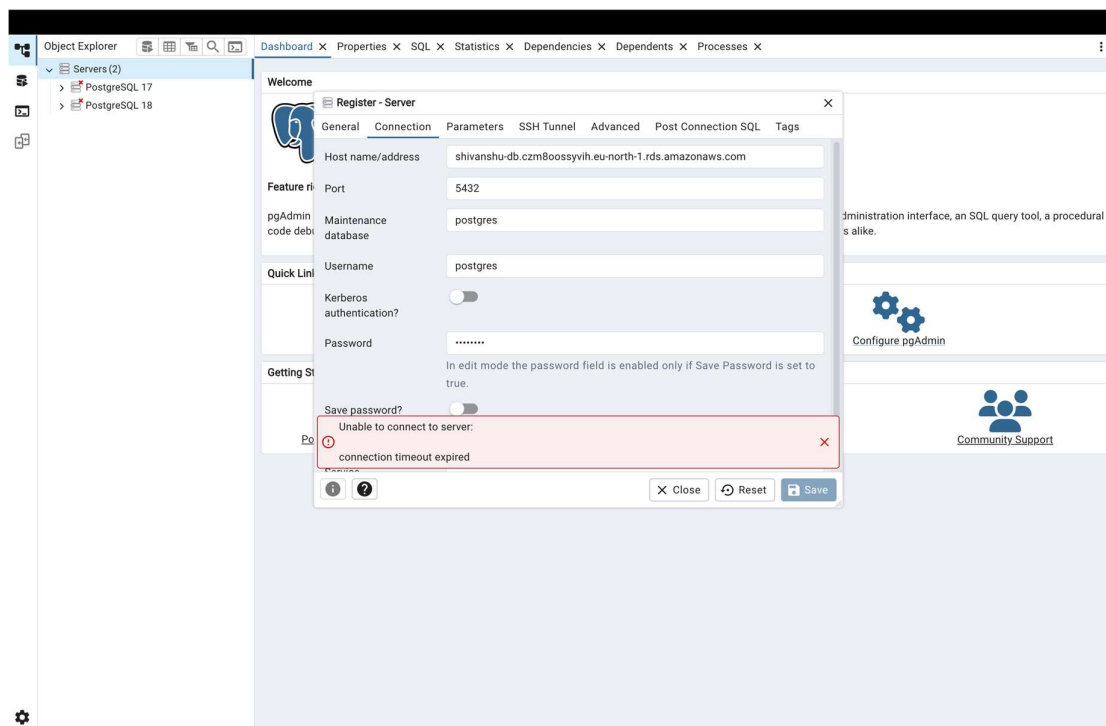 Object Explorer
Dashboard
Properties
SQL
Statistics
Dependencies
Dependents
Processes
Servers (2)
PostgreSQL 17
PostgreSQL 18
Welcome
Register - Server
General
Connection
Parameters
SSH Tunnel
Advanced
Post Connection SQL
Tags
Host name/address
shivanshu-db.czm8oossyvih.eu-north-1.rds.amazonaws.com
Port
5432
Maintenance
database
postgres
Username
postgres
Kerberos
authentication?
Password
••••••••
In edit mode the password field is enabled only if Save Password is set to
true.
Save password?
Unable to connect to server:
connection timeout expired
Service
Close
Reset
Save
Feature ri
pgAdmin
dministration interface, an SQL query tool, a procedural
code debu
s alike.
Quick Link
Configure pgAdmin
Getting St
Po
Community Support